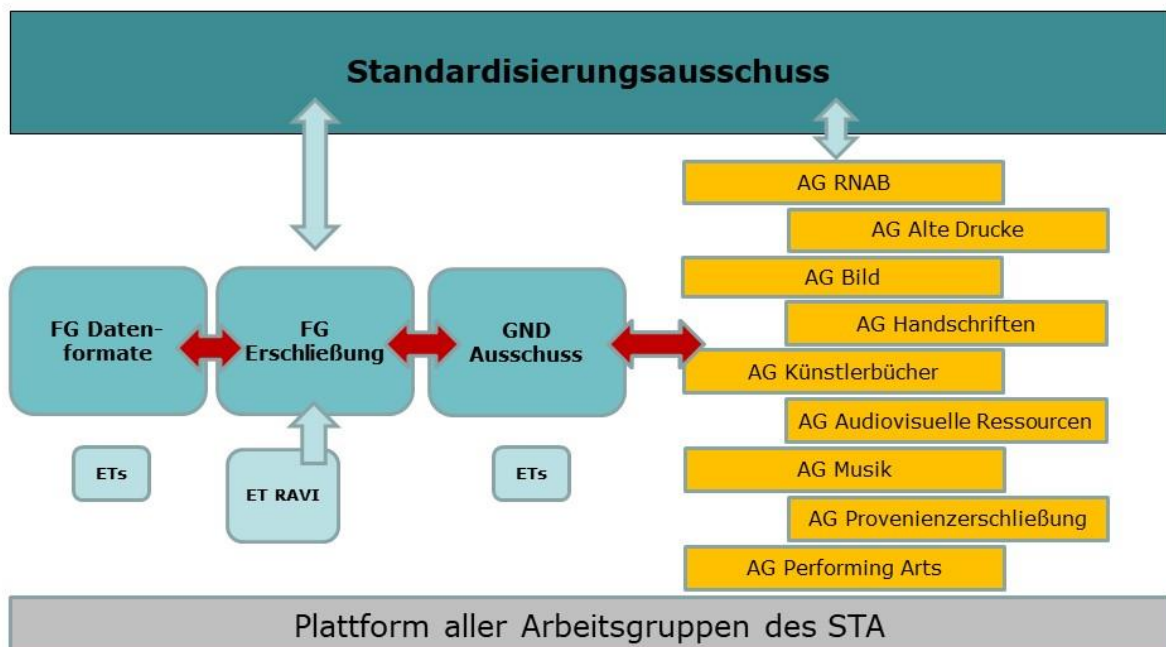 Standardisierungsausschuss
AG RNAB
AG Alte Drucke
AG Bild
AG Handschriften
AG Künstlerbücher
AG Audiovisuelle Ressourcen
AG Musik
AG Provenienzerschließung
AG Performing Arts
FG Daten-
formate
FG
Erschließung
GND
Ausschuss
ETs
ET RAVI
ETs
Plattform aller Arbeitsgruppen des STA